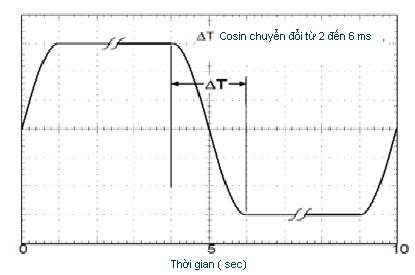 ΔT Cosin chuyển đổi từ 2 đến 6 ms
ΔT
0 5 10
Thời gian ( sec)